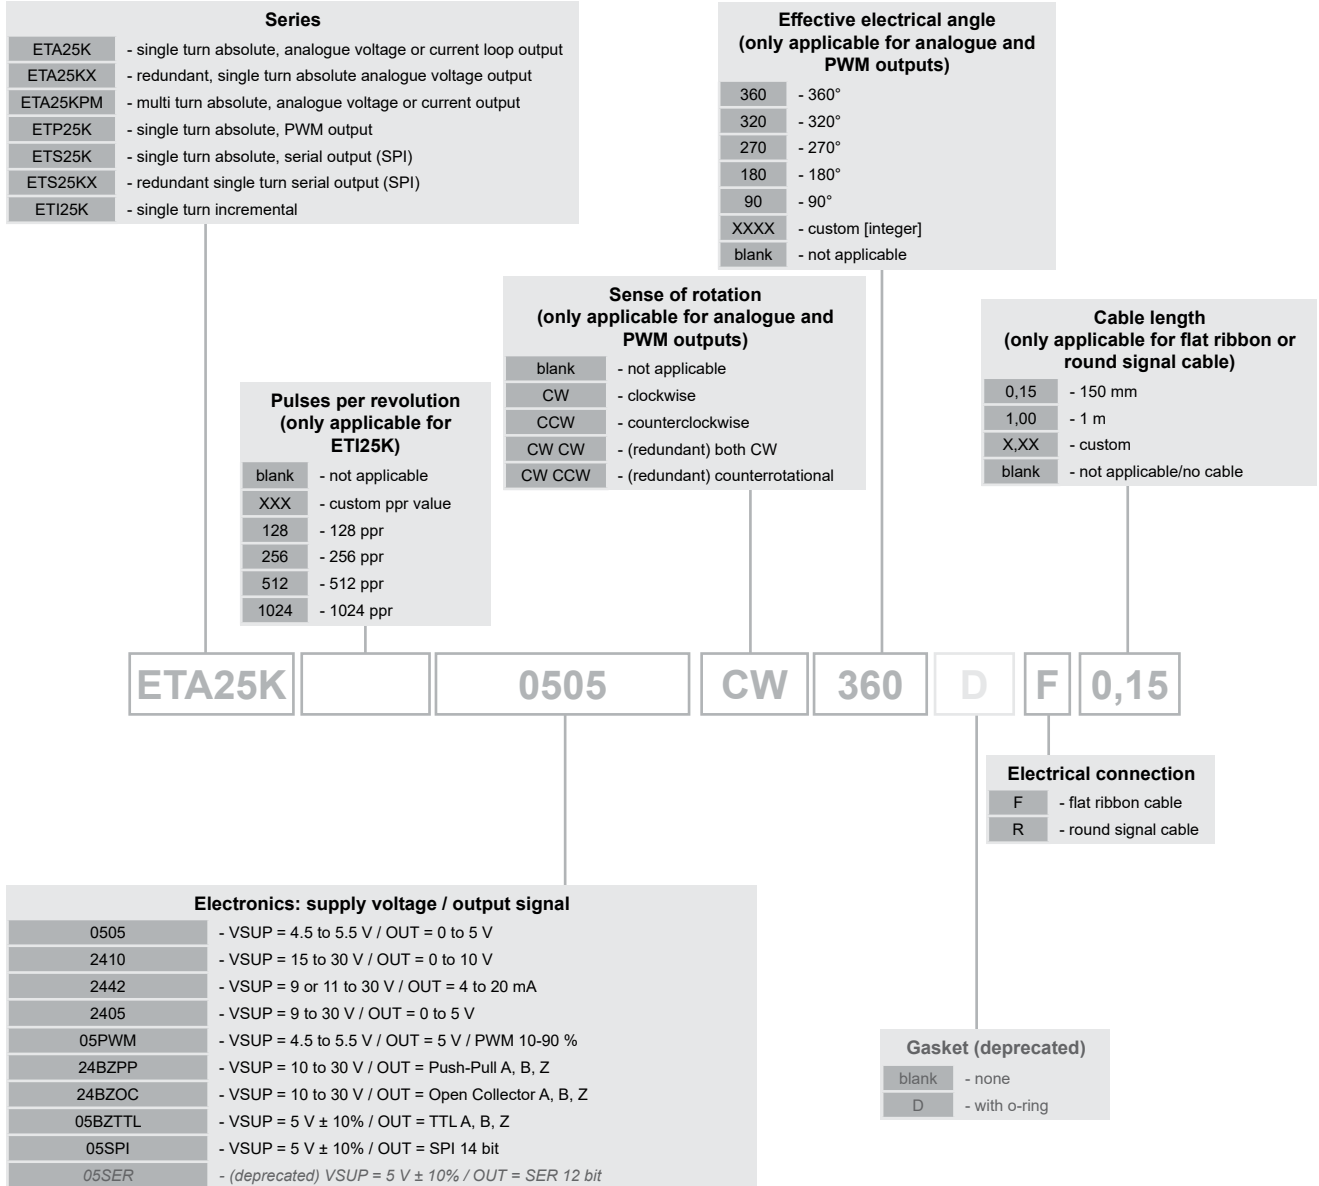 Series
ETA25K - single turn absolute, analogue voltage or current loop output
ETA25KX - redundant, single turn absolute analogue voltage output
ETA25KPM - multi turn absolute, analogue voltage or current output
ETP25K - single turn absolute, PWM output
ETS25K - single turn absolute, serial output (SPI)
ETS25KX - redundant single turn serial output (SPI)
ETI25K - single turn incremental
Effective electrical angle
(only applicable for analogue and
PWM outputs)
360 - 360°
320 - 320°
270 - 270°
180 - 180°
90 - 90°
XXXX - custom [integer]
blank - not applicable
Sense of rotation
(only applicable for analogue and
PWM outputs)
blank - not applicable
CW - clockwise
CCW - counterclockwise
CW CW - (redundant) both CW
CW CCW - (redundant) counterrotational
Cable length
(only applicable for flat ribbon or
round signal cable)
0,15 - 150 mm
1,00 - 1 m
X,XX - custom
blank - not applicable/no cable
Pulses per revolution
(only applicable for
ETI25K)
blank - not applicable
XXX - custom ppr value
128 - 128 ppr
256 - 256 ppr
512 - 512 ppr
1024 - 1024 ppr
ETA25K 0505 CW 360 D F 0,15
Electrical connection
F - flat ribbon cable
R - round signal cable
Electronics: supply voltage / output signal
0505 - VSUP = 4.5 to 5.5 V / OUT = 0 to 5 V
2410 - VSUP = 15 to 30 V / OUT = 0 to 10 V
2442 - VSUP = 9 or 11 to 30 V / OUT = 4 to 20 mA
2405 - VSUP = 9 to 30 V / OUT = 0 to 5 V
05PWM - VSUP = 4.5 to 5.5 V / OUT = 5 V / PWM 10-90 %
24BZPP - VSUP = 10 to 30 V / OUT = Push-Pull A, B, Z
24BZOC - VSUP = 10 to 30 V / OUT = Open Collector A, B, Z
05BZTTL - VSUP = 5 V ± 10% / OUT = TTL A, B, Z
05SPI - VSUP = 5 V ± 10% / OUT = SPI 14 bit
05SER - (deprecated) VSUP = 5 V ± 10% / OUT = SER 12 bit
Gasket (deprecated)
blank - none
D - with o-ring